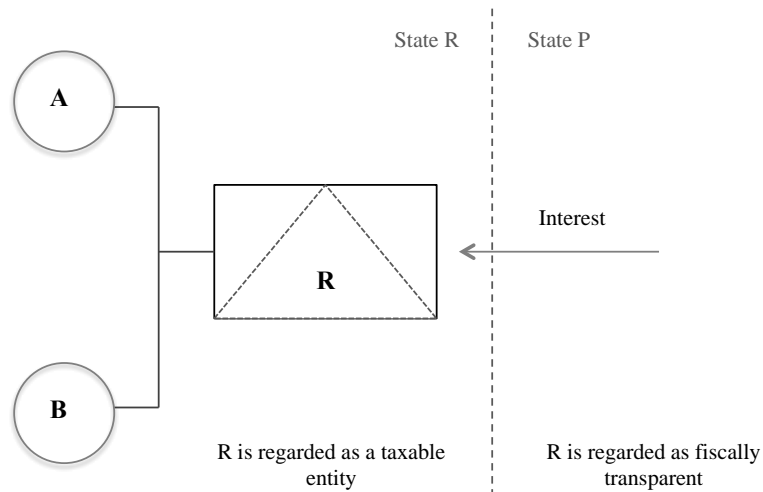 State R
State P
A
Interest
R
B
R is regarded as a taxable
entity
R is regarded as fiscally
transparent